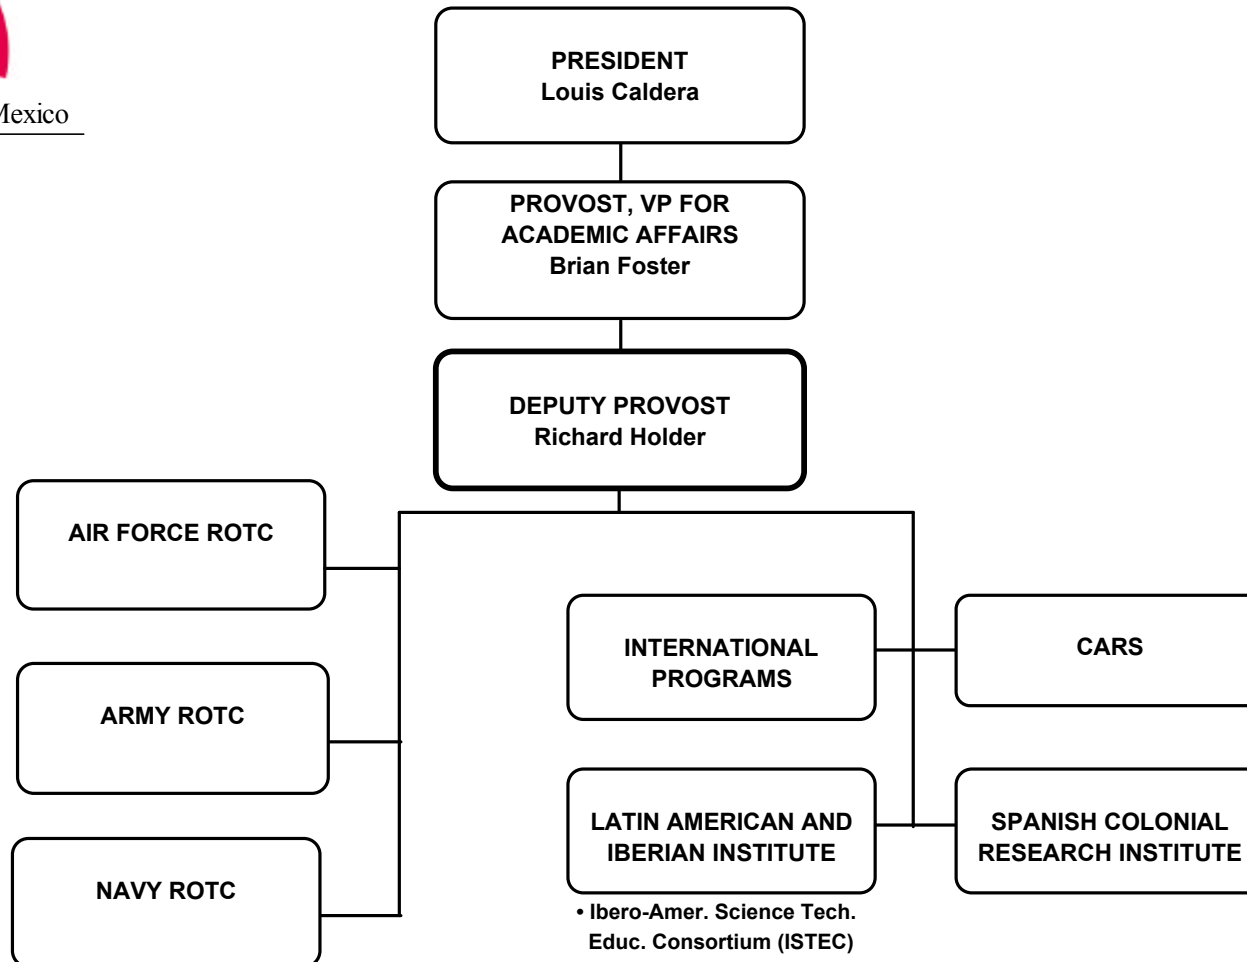 Mexico
PRESIDENT
Louis Caldera
PROVOST, VP FOR
ACADEMIC AFFAIRS
Brian Foster
DEPUTY PROVOST
Richard Holder
AIR FORCE ROTC
ARMY ROTC
NAVY ROTC
INTERNATIONAL
PROGRAMS
CARS
LATIN AMERICAN AND
IBERIAN INSTITUTE
• Ibero-Amer. Science Tech.
Educ. Consortium (ISTEC)
SPANISH COLONIAL
RESEARCH INSTITUTE